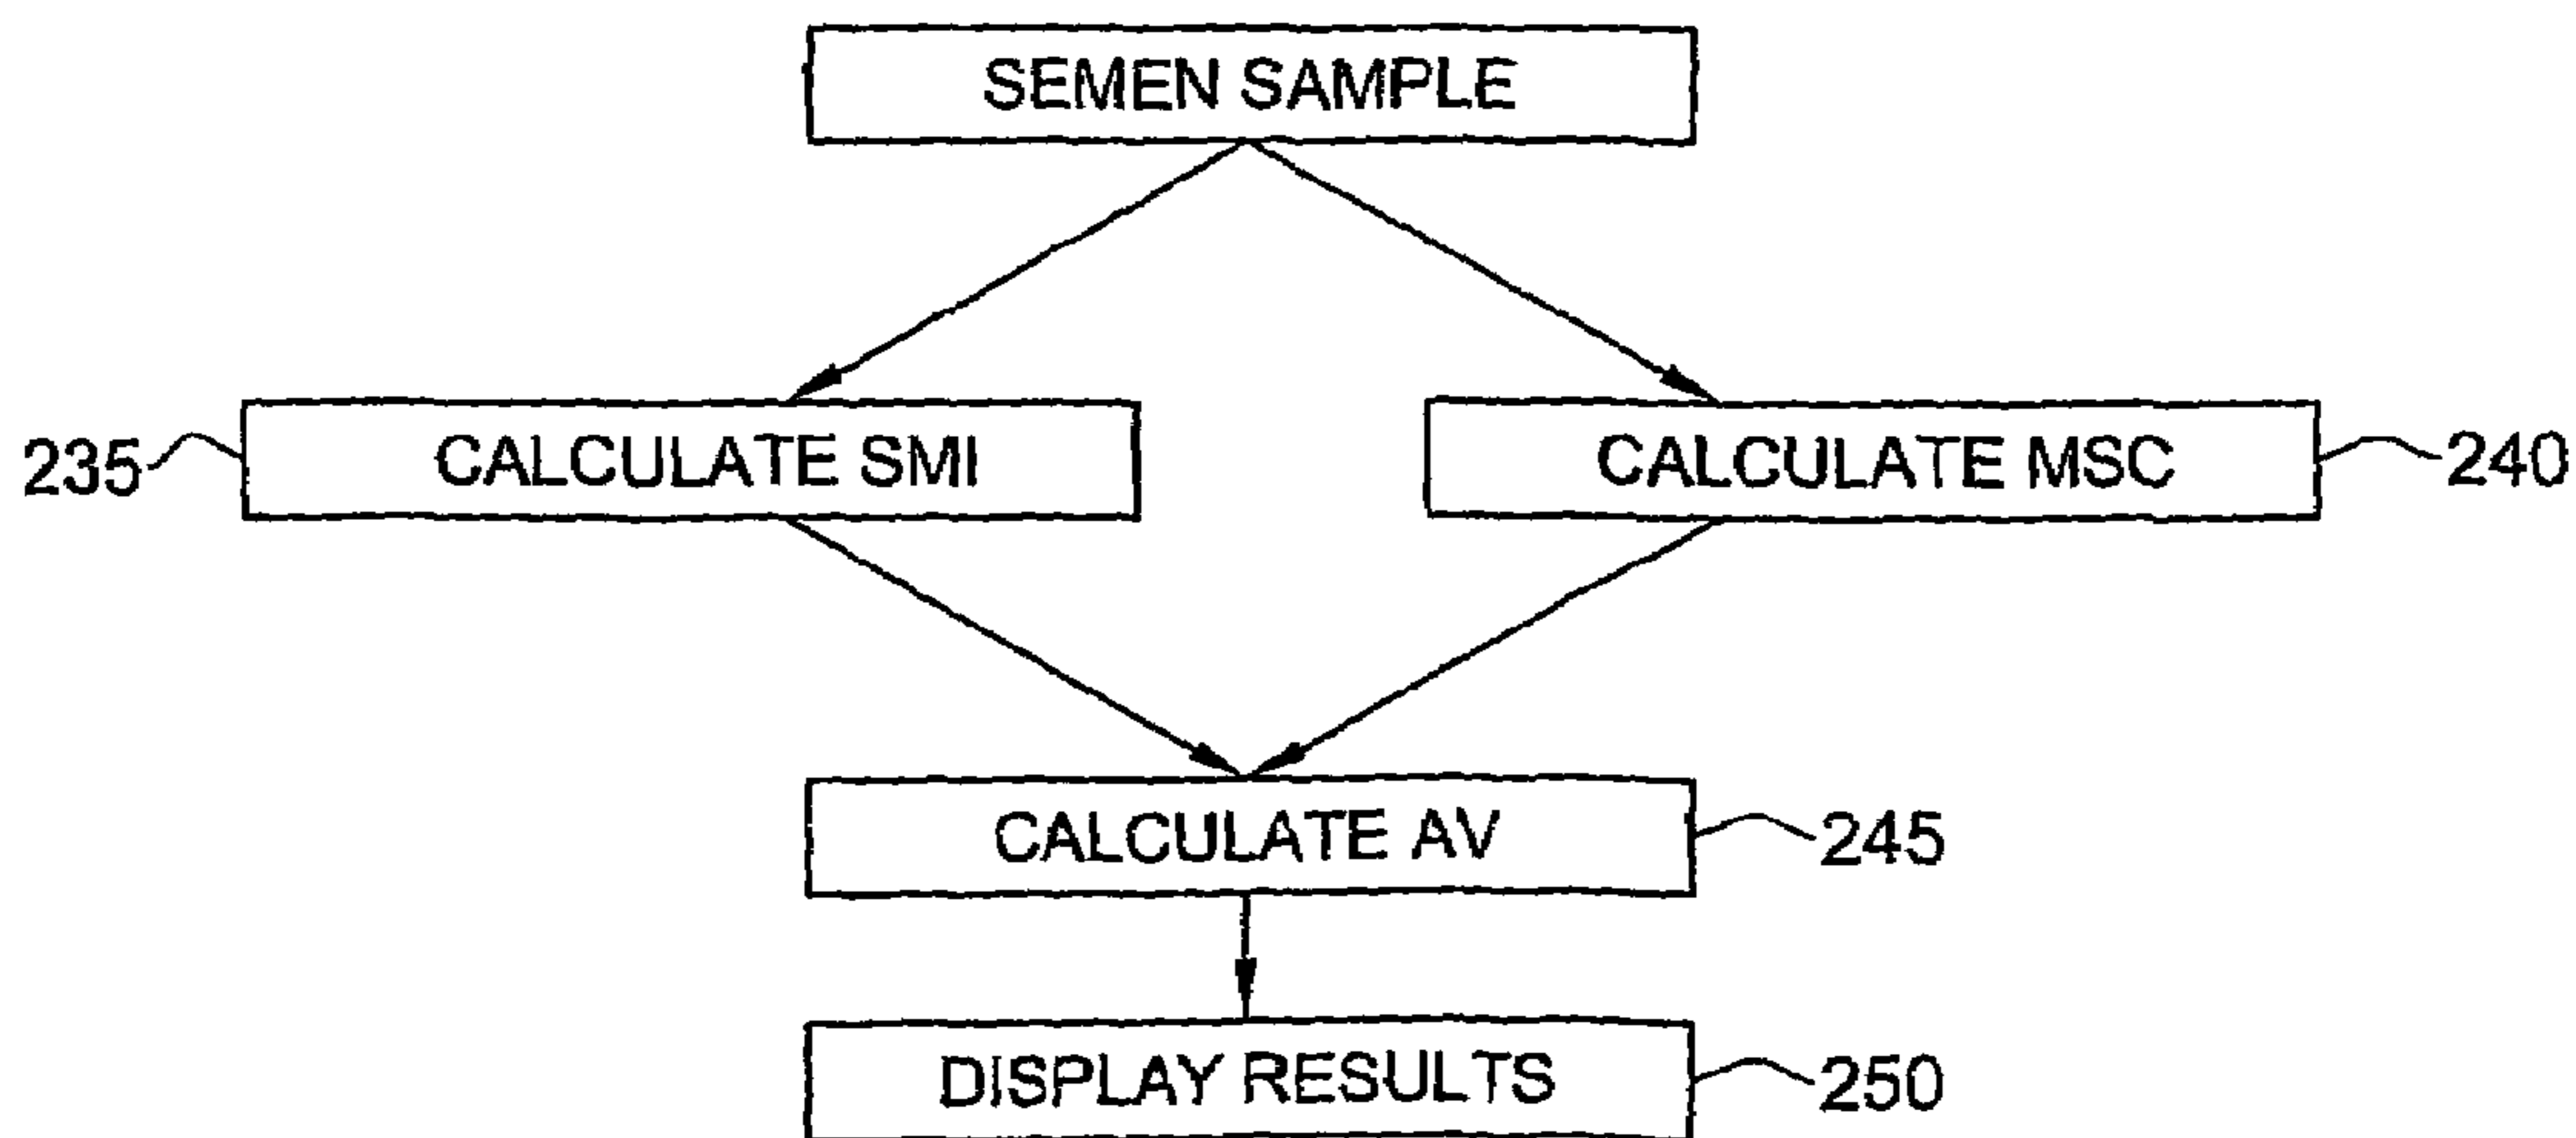 SEMEN SAMPLE
235
CALCULATE SMI
CALCULATE MSC
240
CALCULATE AV
245
DISPLAY RESULTS
250